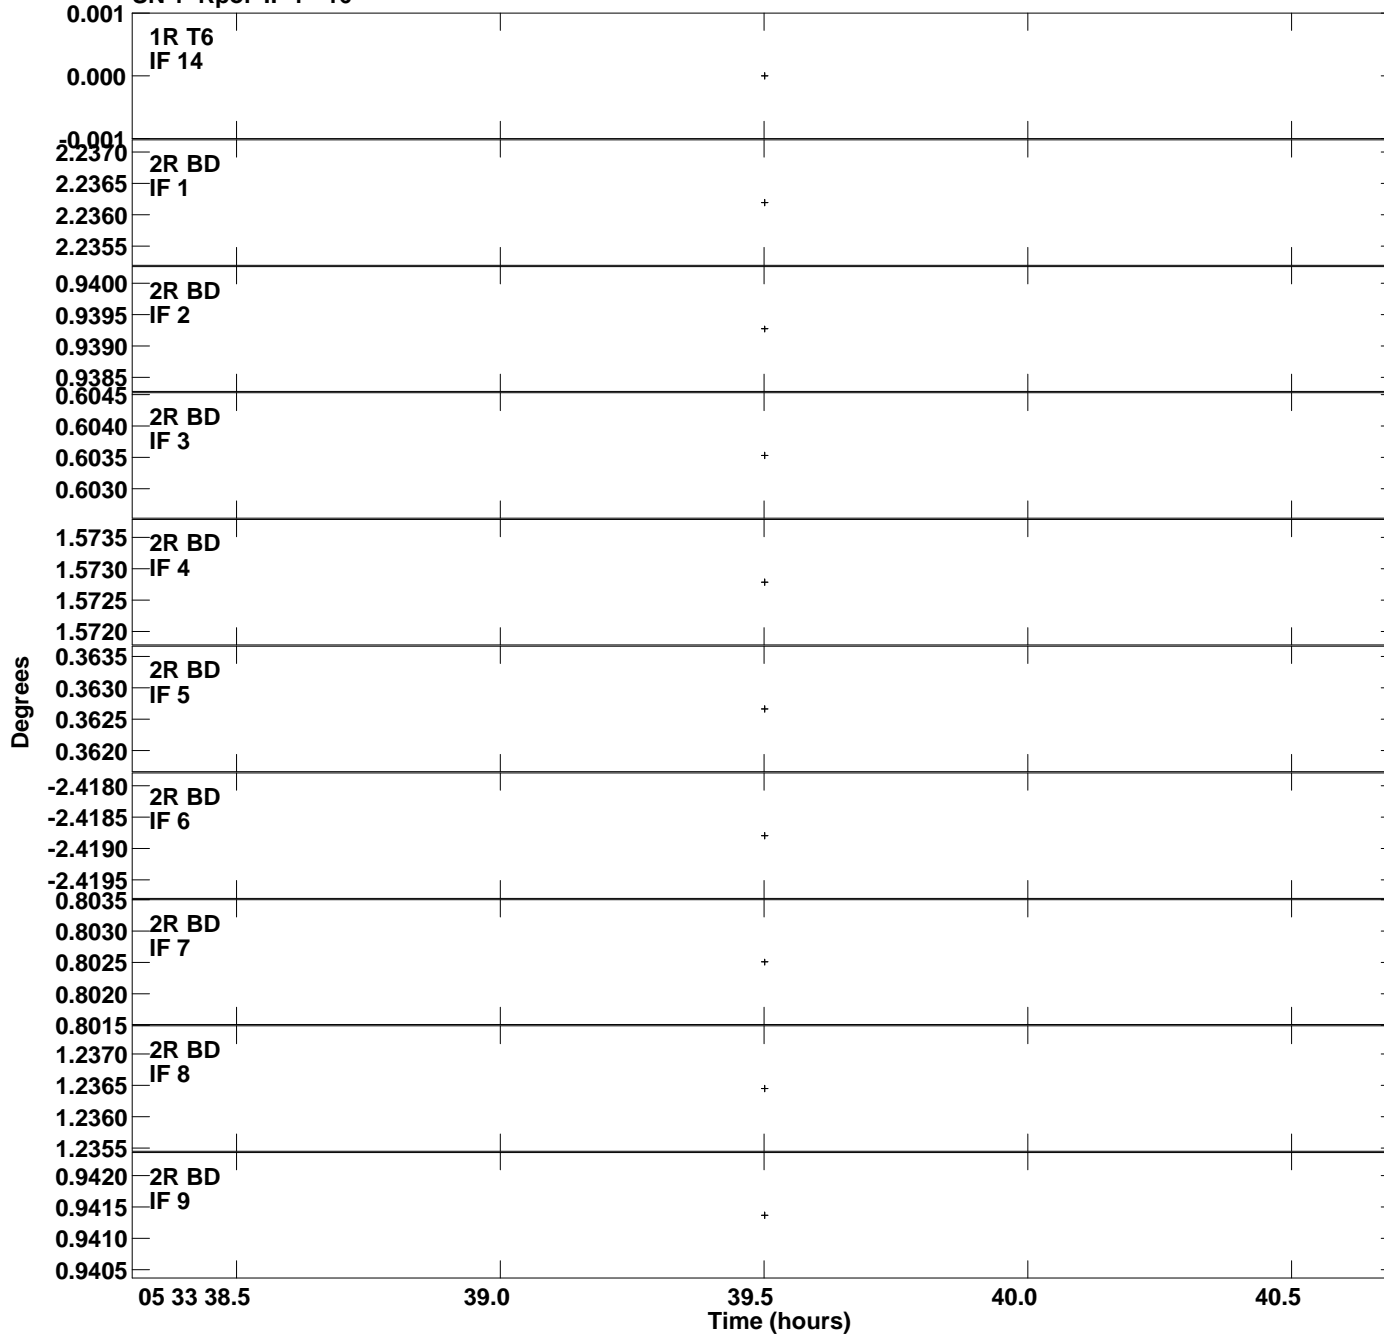 0.001
1R T6
IF 14
0.000
-0.001
2.2370
2R BD
IF 1
2.2365
2.2360
2.2355
0.9400
2R BD
IF 2
0.9395
0.9390
0.9385
0.6045
2R BD
IF 3
0.6040
0.6035
0.6030
1.5735
2R BD
IF 4
1.5730
1.5725
1.5720
0.3635
2R BD
IF 5
0.3630
0.3625
0.3620
Degrees
-2.4180
2R BD
IF 6
-2.4185
-2.4190
-2.4195
0.8035
2R BD
IF 7
0.8030
0.8025
0.8020
0.8015
2R BD
IF 8
1.2370
1.2365
1.2360
1.2355
2R BD
IF 9
0.9420
0.9415
0.9410
0.9405
05 33 38.5 39.0 39.5 40.0 40.5
Time (hours)